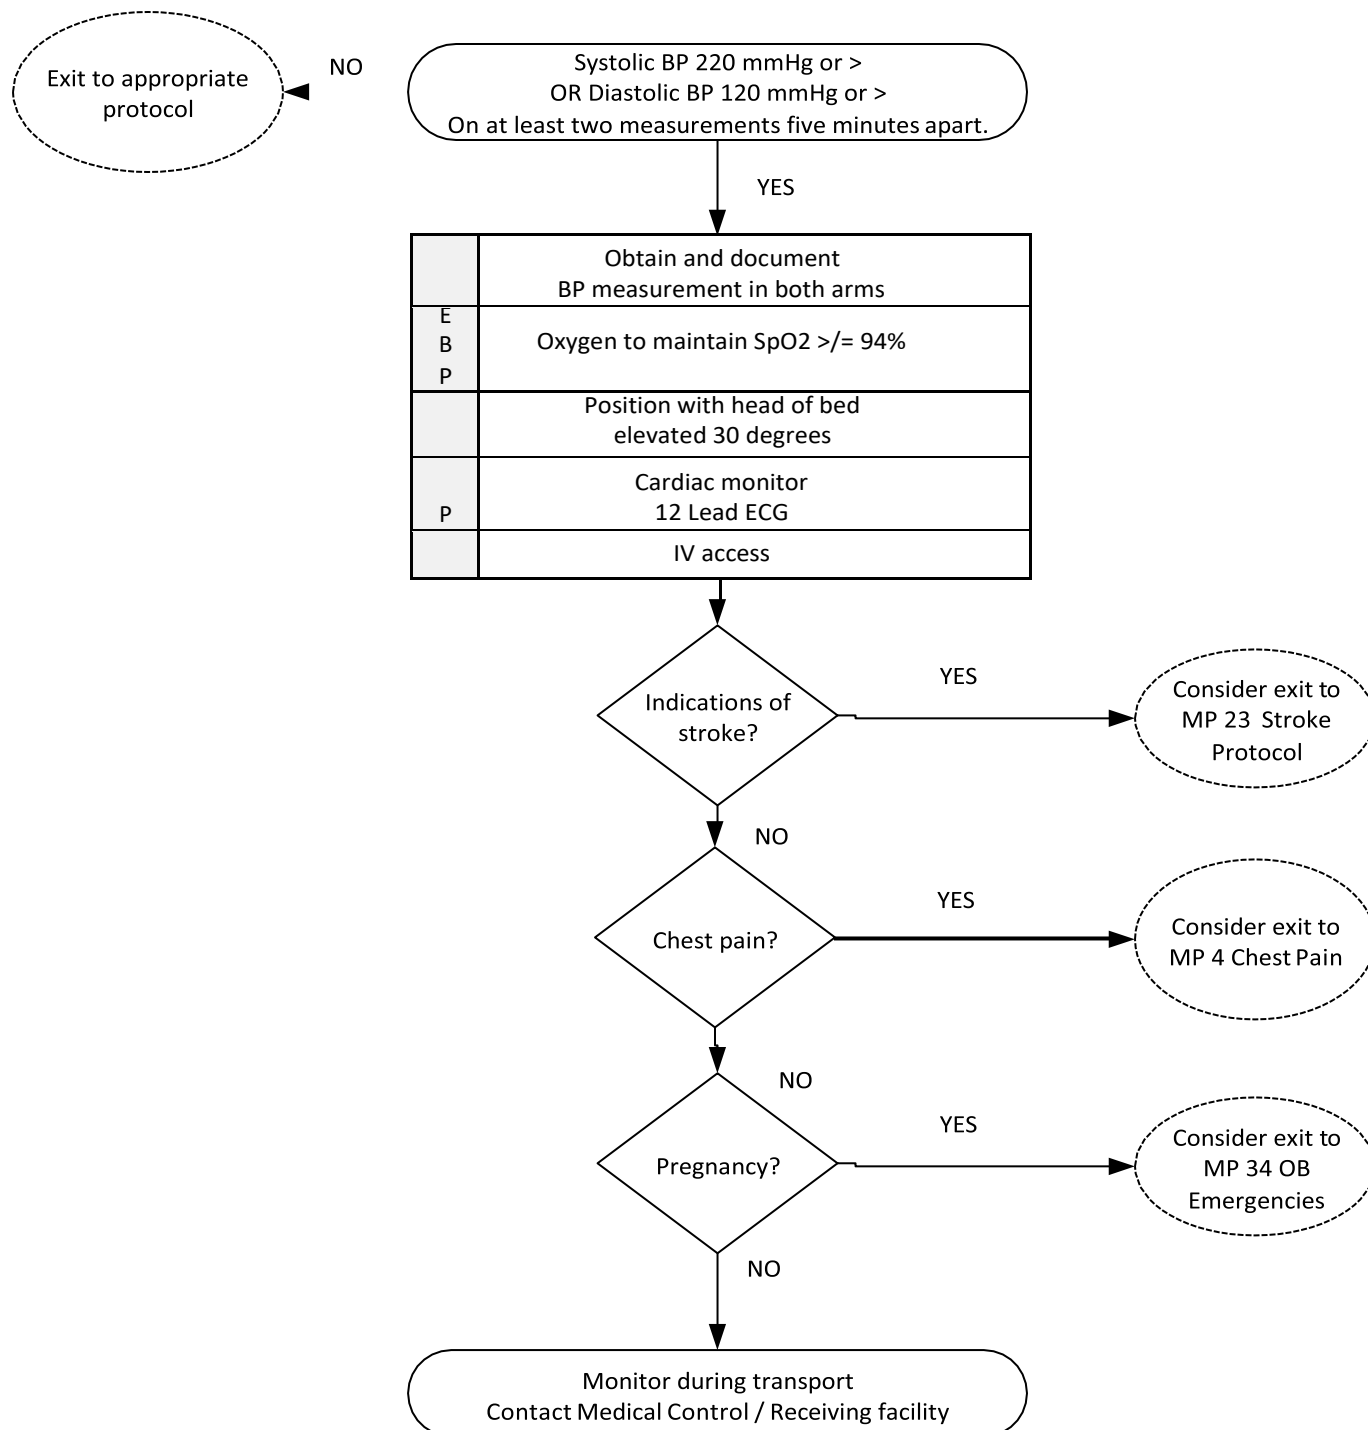 Exit to appropriate
protocol
NO
Systolic BP 220 mmHg or >
OR Diastolic BP 120 mmHg or >
On at least two measurements five minutes apart.
YES
Obtain and document
BP measurement in both arms
E
B
P
Oxygen to maintain SpO2 >/= 94%
Position with head of bed
elevated 30 degrees
Cardiac monitor
P
12 Lead ECG
IV access
Indications of
stroke?
YES
Consider exit to
MP 23 Stroke
Protocol
NO
Chest pain?
YES
Consider exit to
MP 4 Chest Pain
NO
Pregnancy?
YES
Consider exit to
MP 34 OB
Emergencies
NO
Monitor during transport
Contact Medical Control / Receiving facility